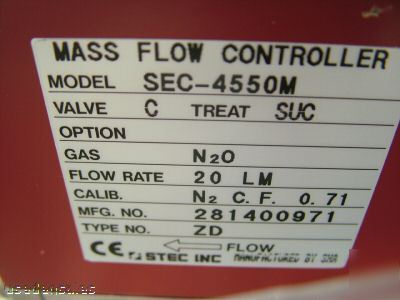 MASS FLOW CONTROLLER
MODEL SEC-4550M
VALVE C TREAT SUC
OPTION
GAS N2O
FLOW RATE 20 LM
CALIB. N2 C.F. 0.71
MFG. NO. 281400971
TYPE NO. ZD
CE FLOW
STEC INC MANUFACTURED BY